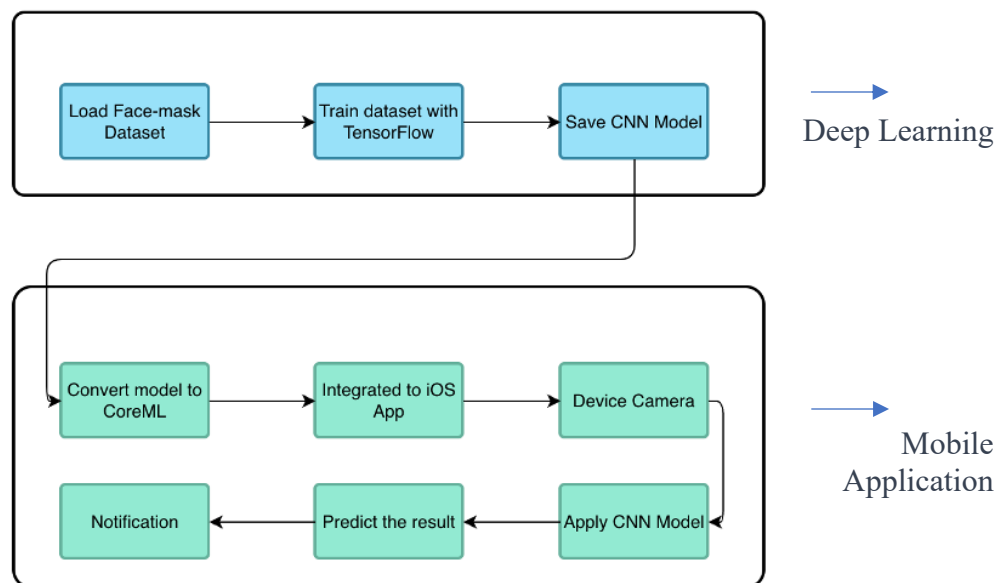 Load Face-mask
Dataset
Train dataset with
TensorFlow
Save CNN Model
Deep Learning
Convert model to
CoreML
Integrated to iOS
App
Device Camera
Mobile
Application
Notification
Predict the result
Apply CNN Model